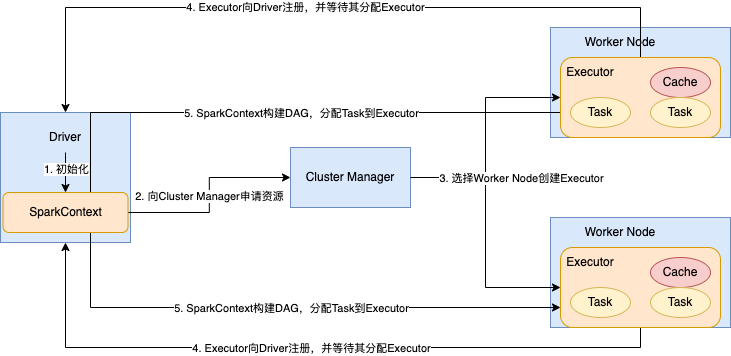 4. Executor向Driver注册，并等待其分配Executor
Worker Node
Executor
Cache
Task
Task
5. SparkContext构建DAG，分配Task到Executor
Driver
1. 初始化
SparkContext
2. 向Cluster Manager申请资源
Cluster Manager
3. 选择Worker Node创建Executor
Worker Node
Executor
Cache
Task
Task
5. SparkContext构建DAG，分配Task到Executor
4. Executor向Driver注册，并等待其分配Executor